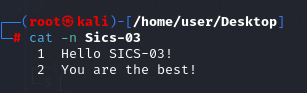 ┌──(root㉿kali)-[/home/user/Desktop]
└─# cat -n Sics-03
     1  Hello SICS-03!
     2  You are the best!